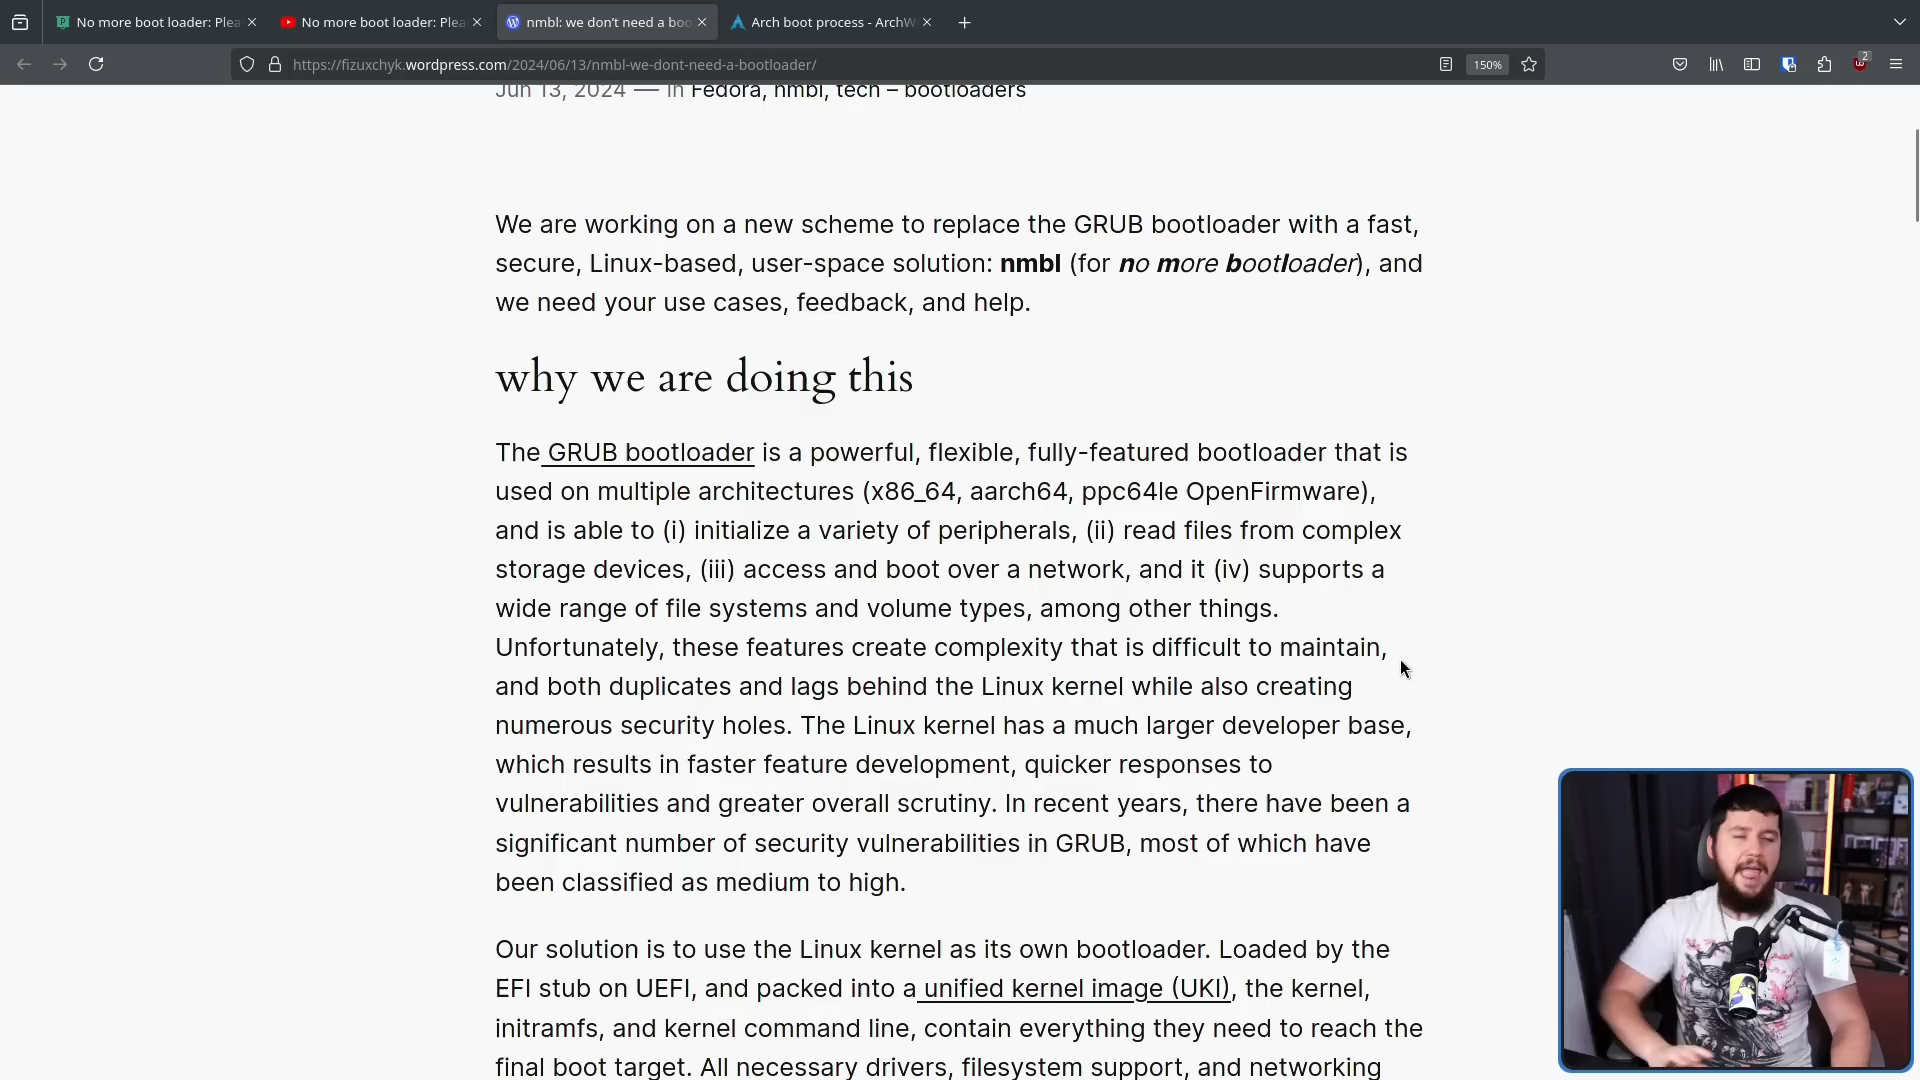 No more boot loader: Plea
No more boot loader: Plea
nmbl: we don't need a boo
Arch boot process - ArchW
https://fizuxchyk.wordpress.com/2024/06/13/nmbl-we-dont-need-a-bootloader/
150%
2
Jun 13, 2024 — in Fedora, nmbl, tech – bootloaders
We are working on a new scheme to replace the GRUB bootloader with a fast,
secure, Linux-based, user-space solution: nmbl (for no more bootloader), and
we need your use cases, feedback, and help.
why we are doing this
The GRUB bootloader is a powerful, flexible, fully-featured bootloader that is
used on multiple architectures (x86_64, aarch64, ppc64le OpenFirmware),
and is able to (i) initialize a variety of peripherals, (ii) read files from complex
storage devices, (iii) access and boot over a network, and it (iv) supports a
wide range of file systems and volume types, among other things.
Unfortunately, these features create complexity that is difficult to maintain,
and both duplicates and lags behind the Linux kernel while also creating
numerous security holes. The Linux kernel has a much larger developer base,
which results in faster feature development, quicker responses to
vulnerabilities and greater overall scrutiny. In recent years, there have been a
significant number of security vulnerabilities in GRUB, most of which have
been classified as medium to high.
Our solution is to use the Linux kernel as its own bootloader. Loaded by the
EFI stub on UEFI, and packed into a unified kernel image (UKI), the kernel,
initramfs, and kernel command line, contain everything they need to reach the
final boot target. All necessary drivers, filesystem support, and networking